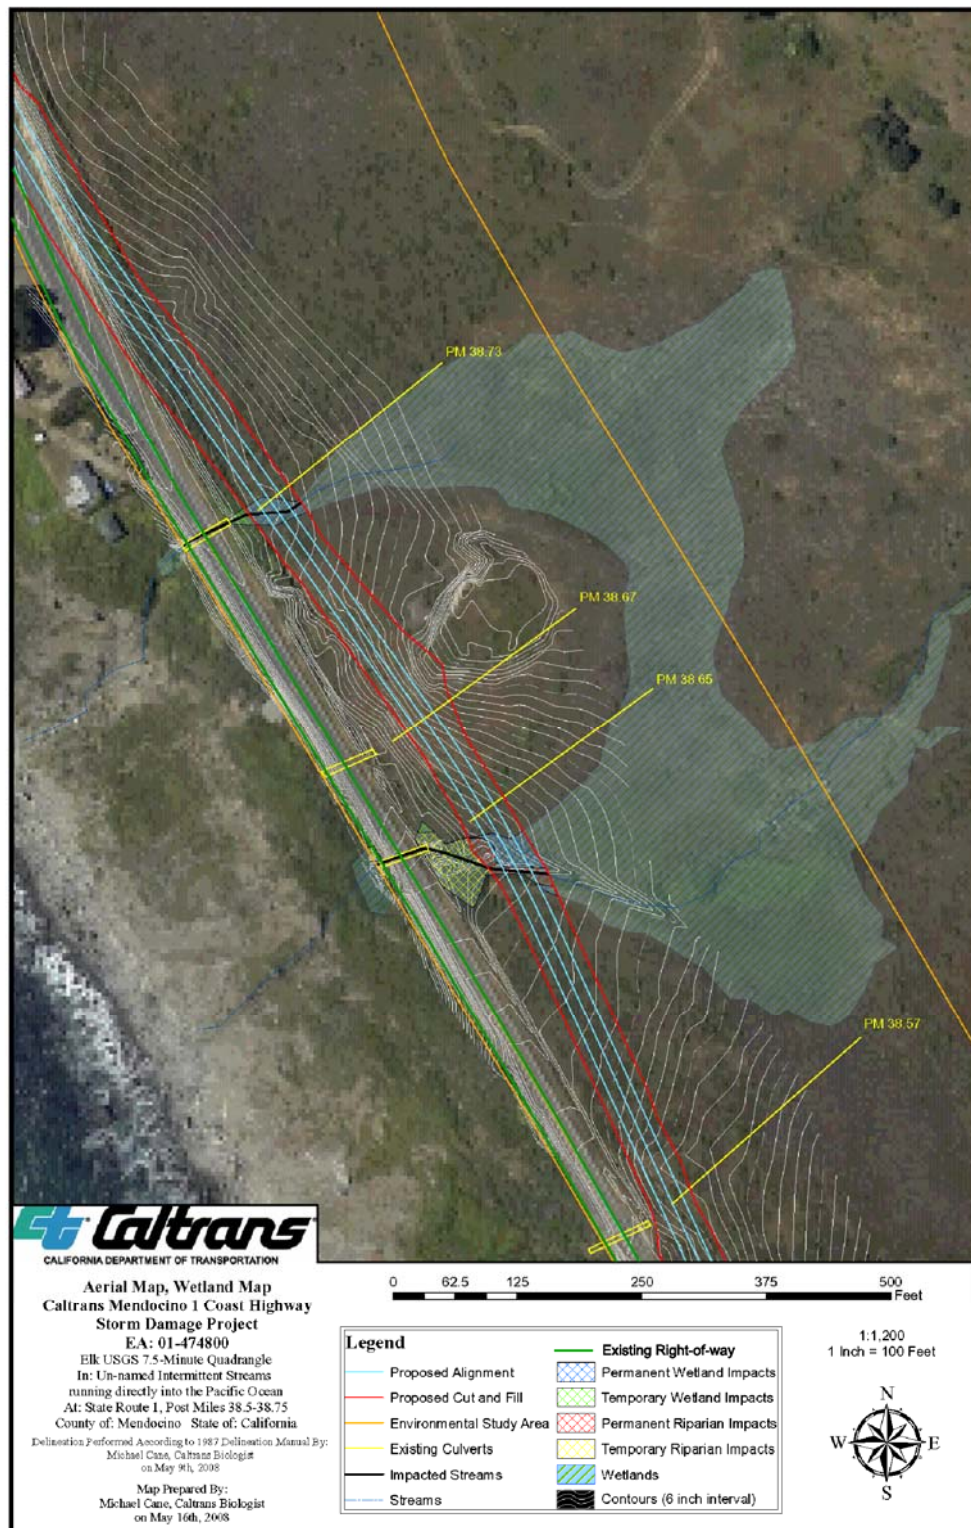 PM 38.73
PM 38.67
PM 38.65
PM 38.57
ct Caltrans
CALIFORNIA DEPARTMENT OF TRANSPORTATION
Aerial Map, Wetland Map
Caltrans Mendocino 1 Coast Highway
Storm Damage Project
EA: 01-474800
Elk USGS 7.5-Minute Quadrangle
In: Un-named Intermittent Streams
running directly into the Pacific Ocean
At: State Route 1, Post Miles 38.5-38.75
County of: Mendocino State of: California
Delineation Performed According to 1987 Delineation Manual By:
Michael Cane, Caltrans Biologist
on May 9th, 2008
Map Prepared By:
Michael Cane, Caltrans Biologist
on May 16th, 2008
0 62.5 125 250 375 500
Feet
Legend
Proposed Alignment
Proposed Cut and Fill
Environmental Study Area
Existing Culverts
Impacted Streams
Streams
Existing Right-of-way
Permanent Wetland Impacts
Temporary Wetland Impacts
Permanent Riparian Impacts
Temporary Riparian Impacts
Wetlands
Contours (6 inch interval)
1:1,200
1 Inch = 100 Feet
N
W E
S